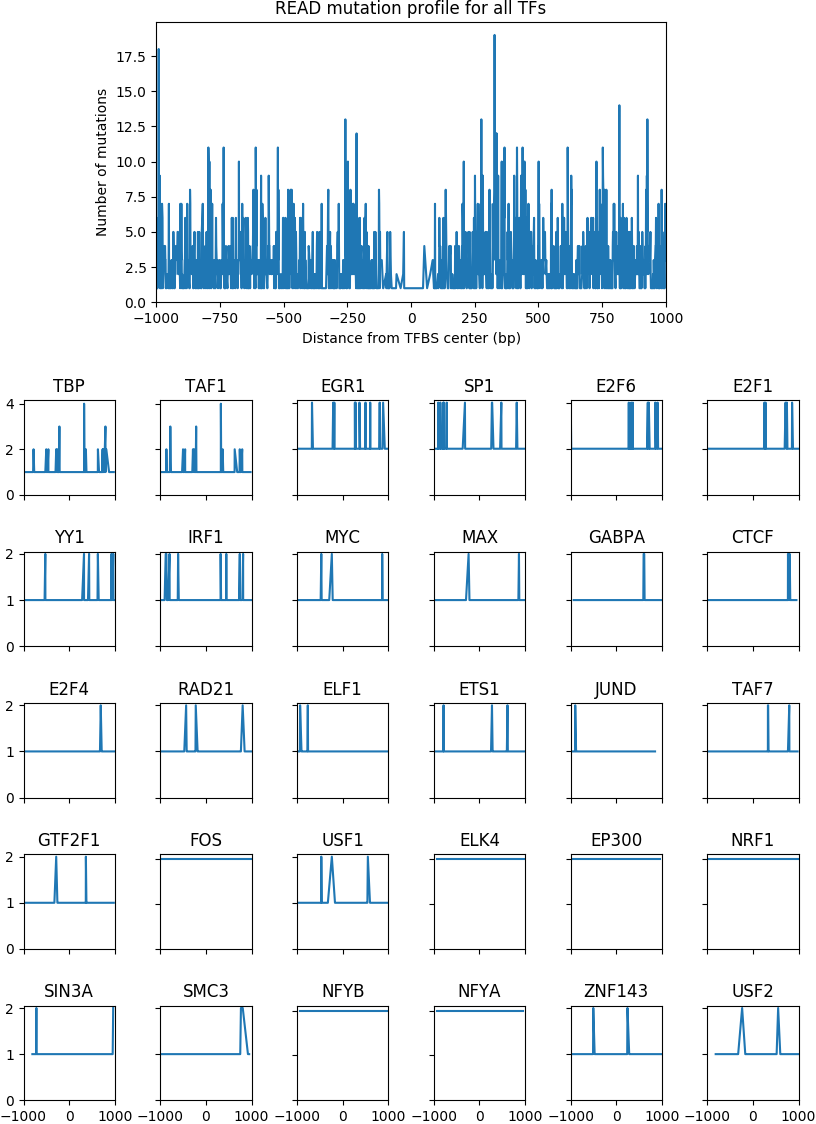 READ mutation profile for all TFs
17.5
15.0
12.5
10.0
7.5
5.0
2.5
0.0
Number of mutations
−1000 −750 −500 −250 0 250 500 750 1000
Distance from TFBS center (bp)
TBP TAF1 EGR1 SP1 E2F6 E2F1
4
2
0
YY1 IRF1 MYC MAX GABPA CTCF
2
1
0
E2F4 RAD21 ELF1 ETS1 JUND TAF7
2
1
0
GTF2F1 FOS USF1 ELK4 EP300 NRF1
2
1
0
SIN3A SMC3 NFYB NFYA ZNF143 USF2
2
1
0
−1000 0 1000 −1000 0 1000 −1000 0 1000 −1000 0 1000 −1000 0 1000 −1000 0 1000